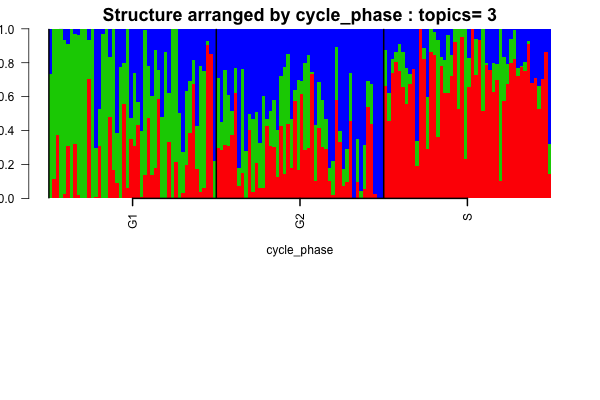 Structure arranged by cycle_phase : topics= 3
1.0
0.8
0.6
0.4
0.2
0.0
G1
G2
S
cycle_phase